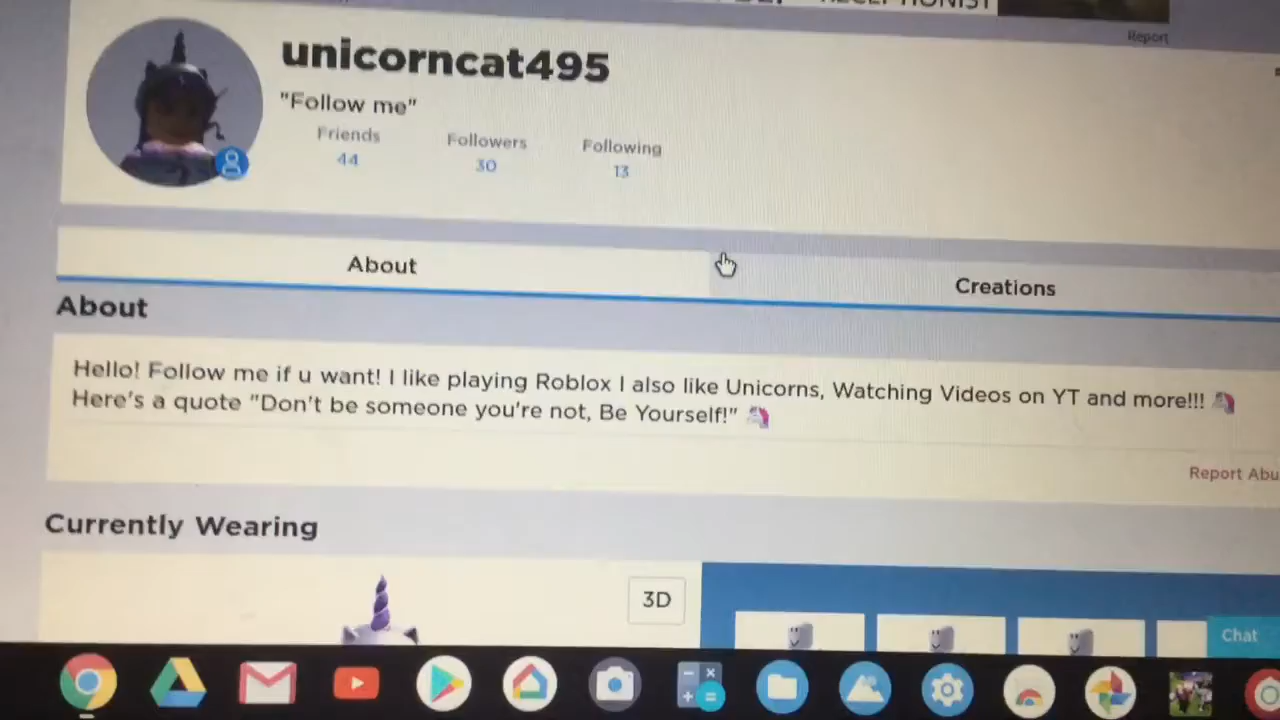 Report
unicorncat495
"Follow me"
Friends Followers Following
44 30 13
About Creations
About
Hello! Follow me if u want! I like playing Roblox I also like Unicorns, Watching Videos on YT and more!!! 🦄
Here's a quote "Don't be someone you're not, Be Yourself!" 🦄
Report Abu
Currently Wearing
3D
Chat